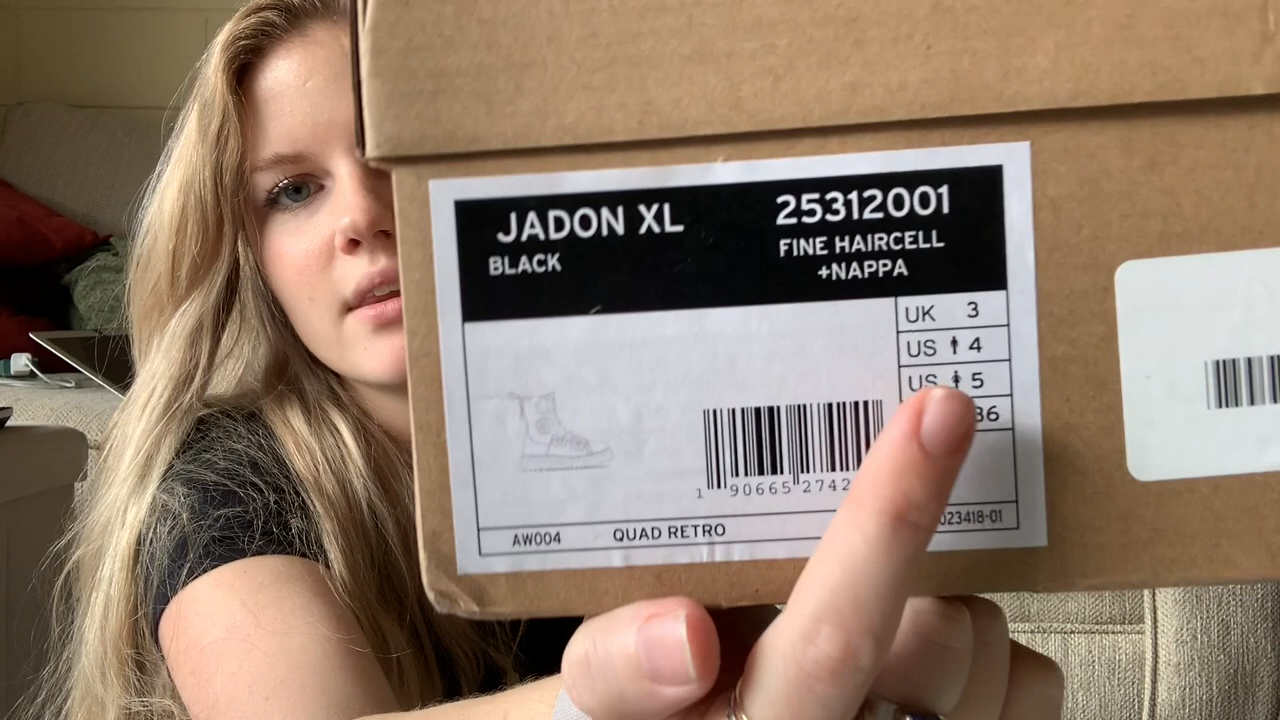 JADON XL
BLACK
25312001
FINE HAIRCELL
+NAPPA
UK 3
US 4
US 5
36
1 90665 2742
AW004
QUAD RETRO
023418-01